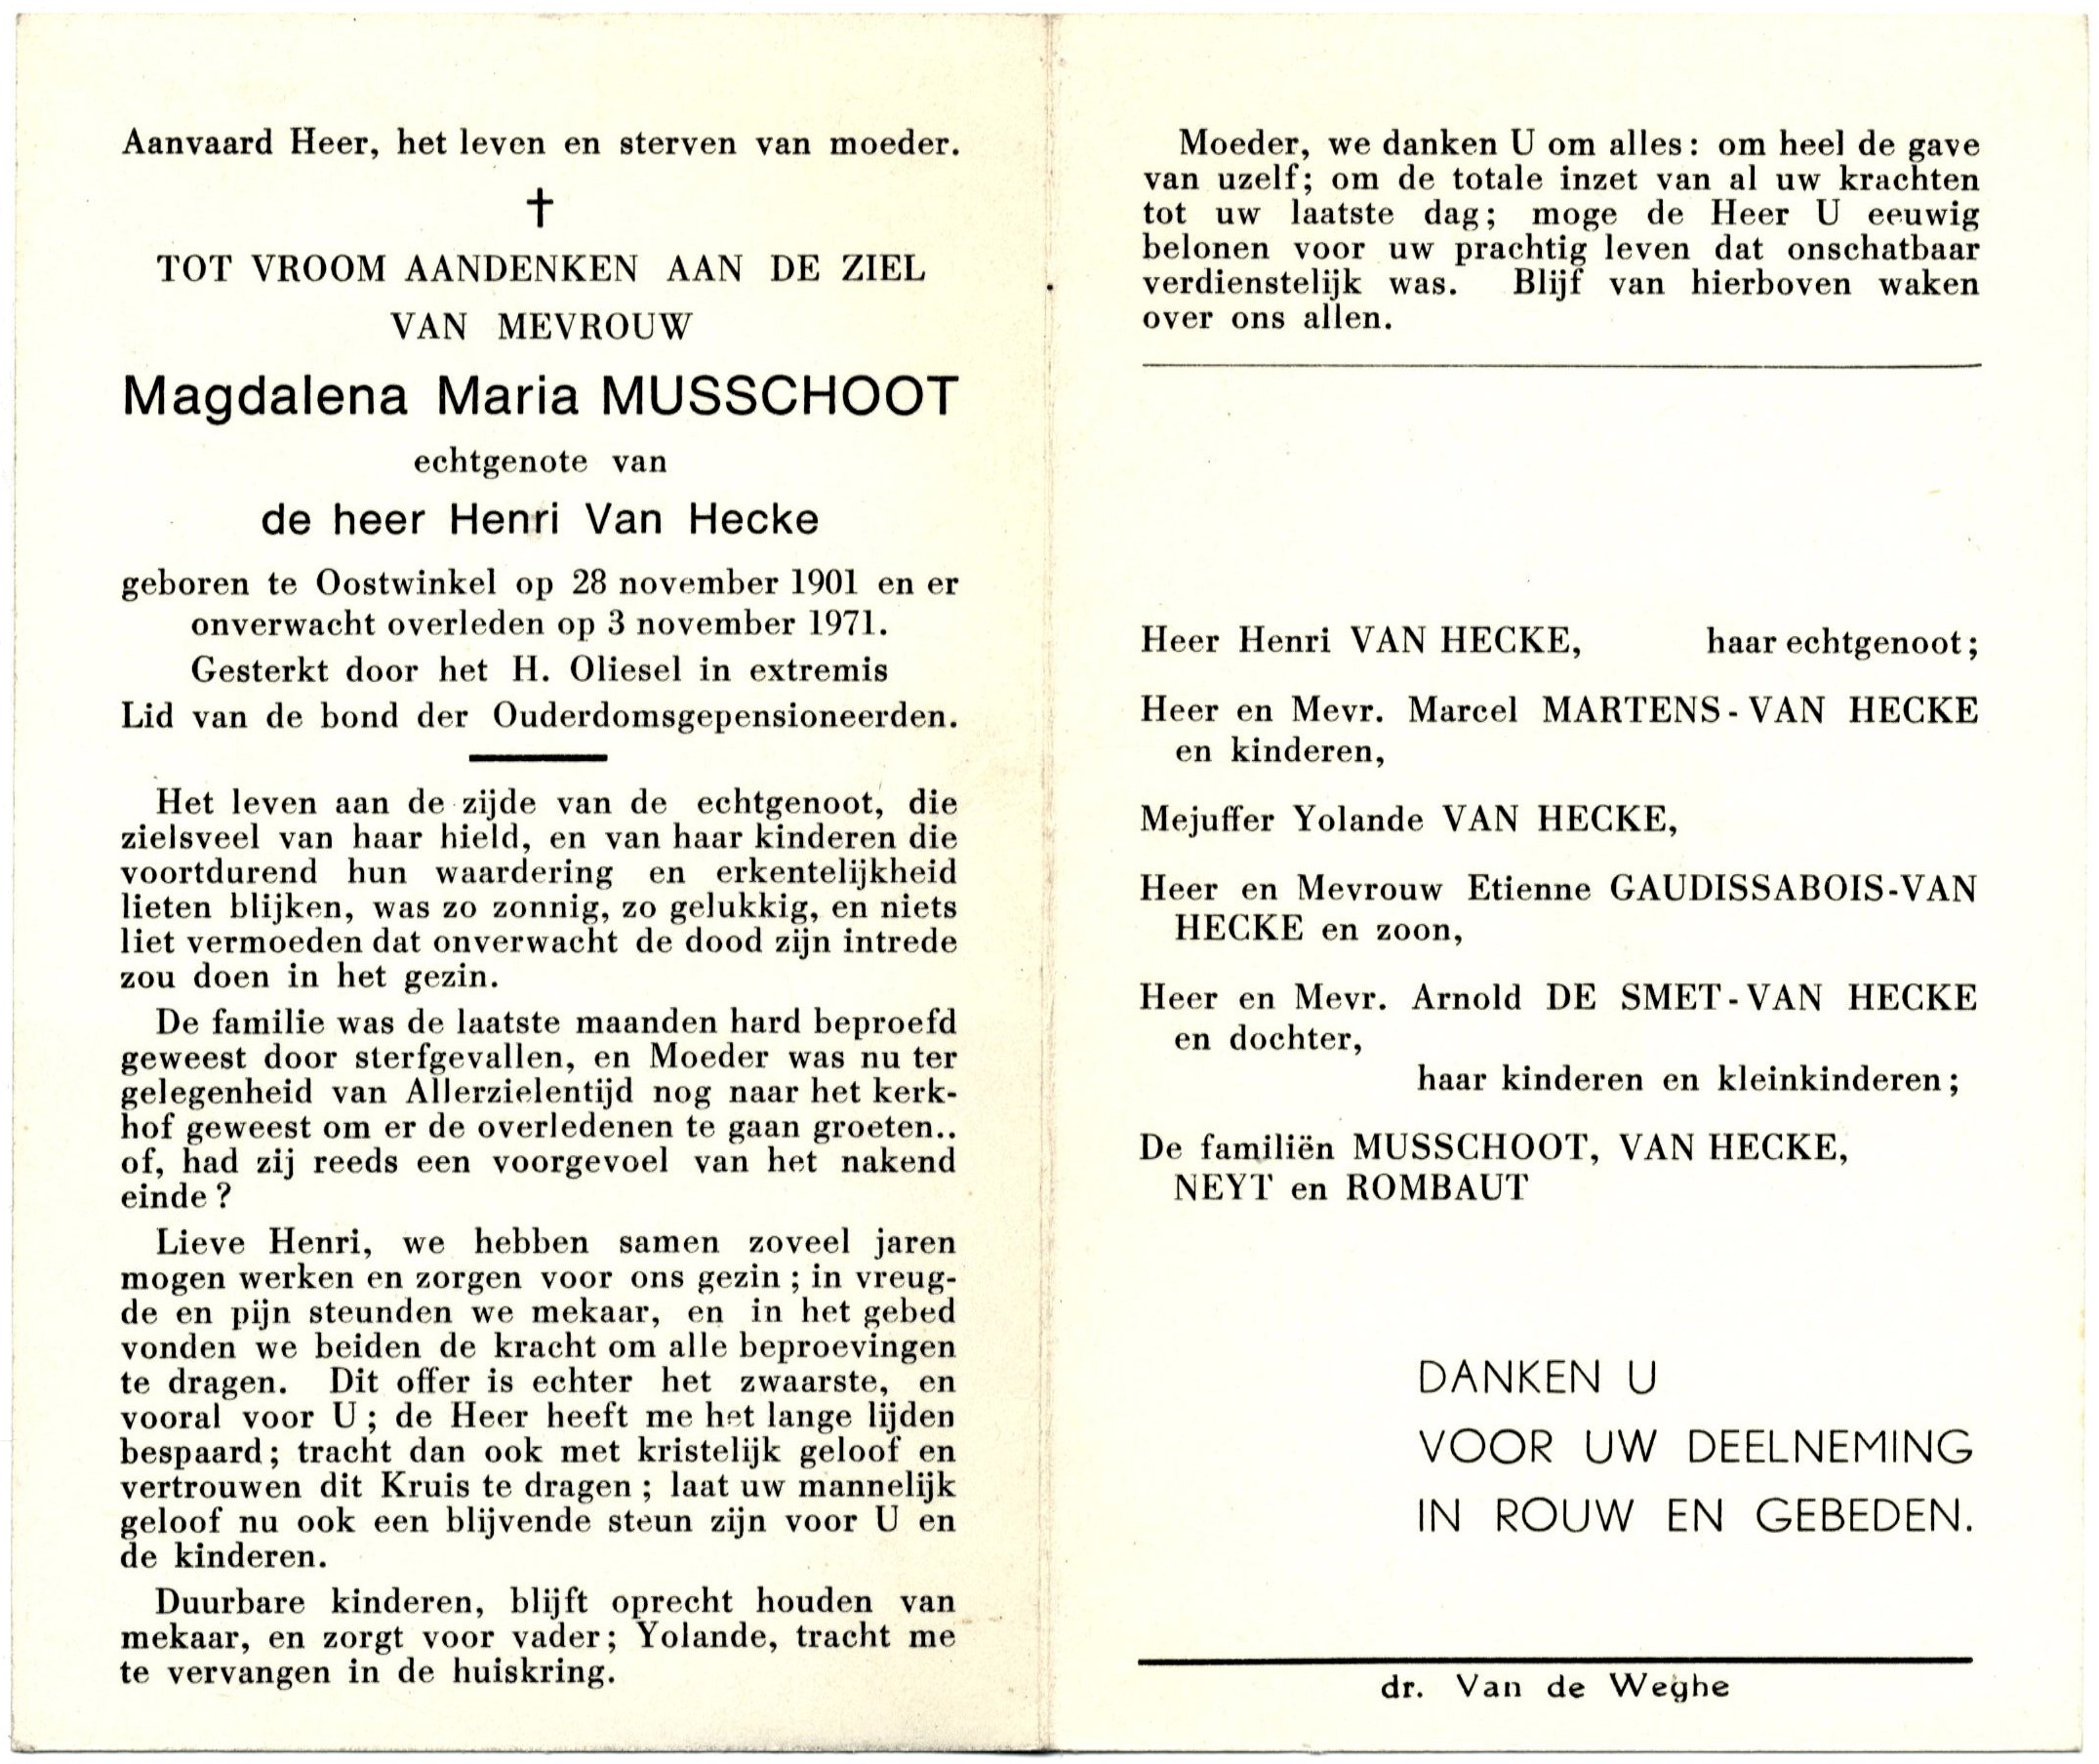 Aanvaard Heer, het leven en sterven van moeder.
✝
TOT VROOM AANDENKEN AAN DE ZIEL
VAN MEVROUW
Magdalena Maria MUSSCHOOT
echtgenote van
de heer Henri Van Hecke
geboren te Oostwinkel op 28 november 1901 en er
onverwacht overleden op 3 november 1971.
Gesterkt door het H. Oliesel in extremis
Lid van de bond der Ouderdomsgepensioneerden.
Het leven aan de zijde van de echtgenoot, die
zielsveel van haar hield, en van haar kinderen die
voortdurend hun waardering en erkentelijkheid
lieten blijken, was zo zonnig, zo gelukkig, en niets
liet vermoeden dat onverwacht de dood zijn intrede
zou doen in het gezin.
De familie was de laatste maanden hard beproefd
geweest door sterfgevallen, en Moeder was nu ter
gelegenheid van Allerzielentijd nog naar het kerk-
hof geweest om er de overledenen te gaan groeten..
of, had zij reeds een voorgevoel van het nakend
einde ?
Lieve Henri, we hebben samen zoveel jaren
mogen werken en zorgen voor ons gezin ; in vreug-
de en pijn steunden we mekaar, en in het gebed
vonden we beiden de kracht om alle beproevingen
te dragen. Dit offer is echter het zwaarste, en
vooral voor U ; de Heer heeft me het lange lijden
bespaard ; tracht dan ook met kristelijk geloof en
vertrouwen dit Kruis te dragen ; laat uw mannelijk
geloof nu ook een blijvende steun zijn voor U en
de kinderen.
Duurbare kinderen, blijft oprecht houden van
mekaar, en zorgt voor vader ; Yolande, tracht me
te vervangen in de huiskring.
Moeder, we danken U om alles : om heel de gave
van uzelf; om de totale inzet van al uw krachten
tot uw laatste dag; moge de Heer U eeuwig
belonen voor uw prachtig leven dat onschatbaar
verdienstelijk was. Blijf van hierboven waken
over ons allen.
Heer Henri VAN HECKE, haar echtgenoot ;
Heer en Mevr. Marcel MARTENS - VAN HECKE
en kinderen,
Mejuffer Yolande VAN HECKE,
Heer en Mevrouw Etienne GAUDISSABOIS-VAN
HECKE en zoon,
Heer en Mevr. Arnold DE SMET - VAN HECKE
en dochter,
haar kinderen en kleinkinderen ;
De familiën MUSSCHOOT, VAN HECKE,
NEYT en ROMBAUT
DANKEN U
VOOR UW DEELNEMING
IN ROUW EN GEBEDEN.
dr. Van de Weghe